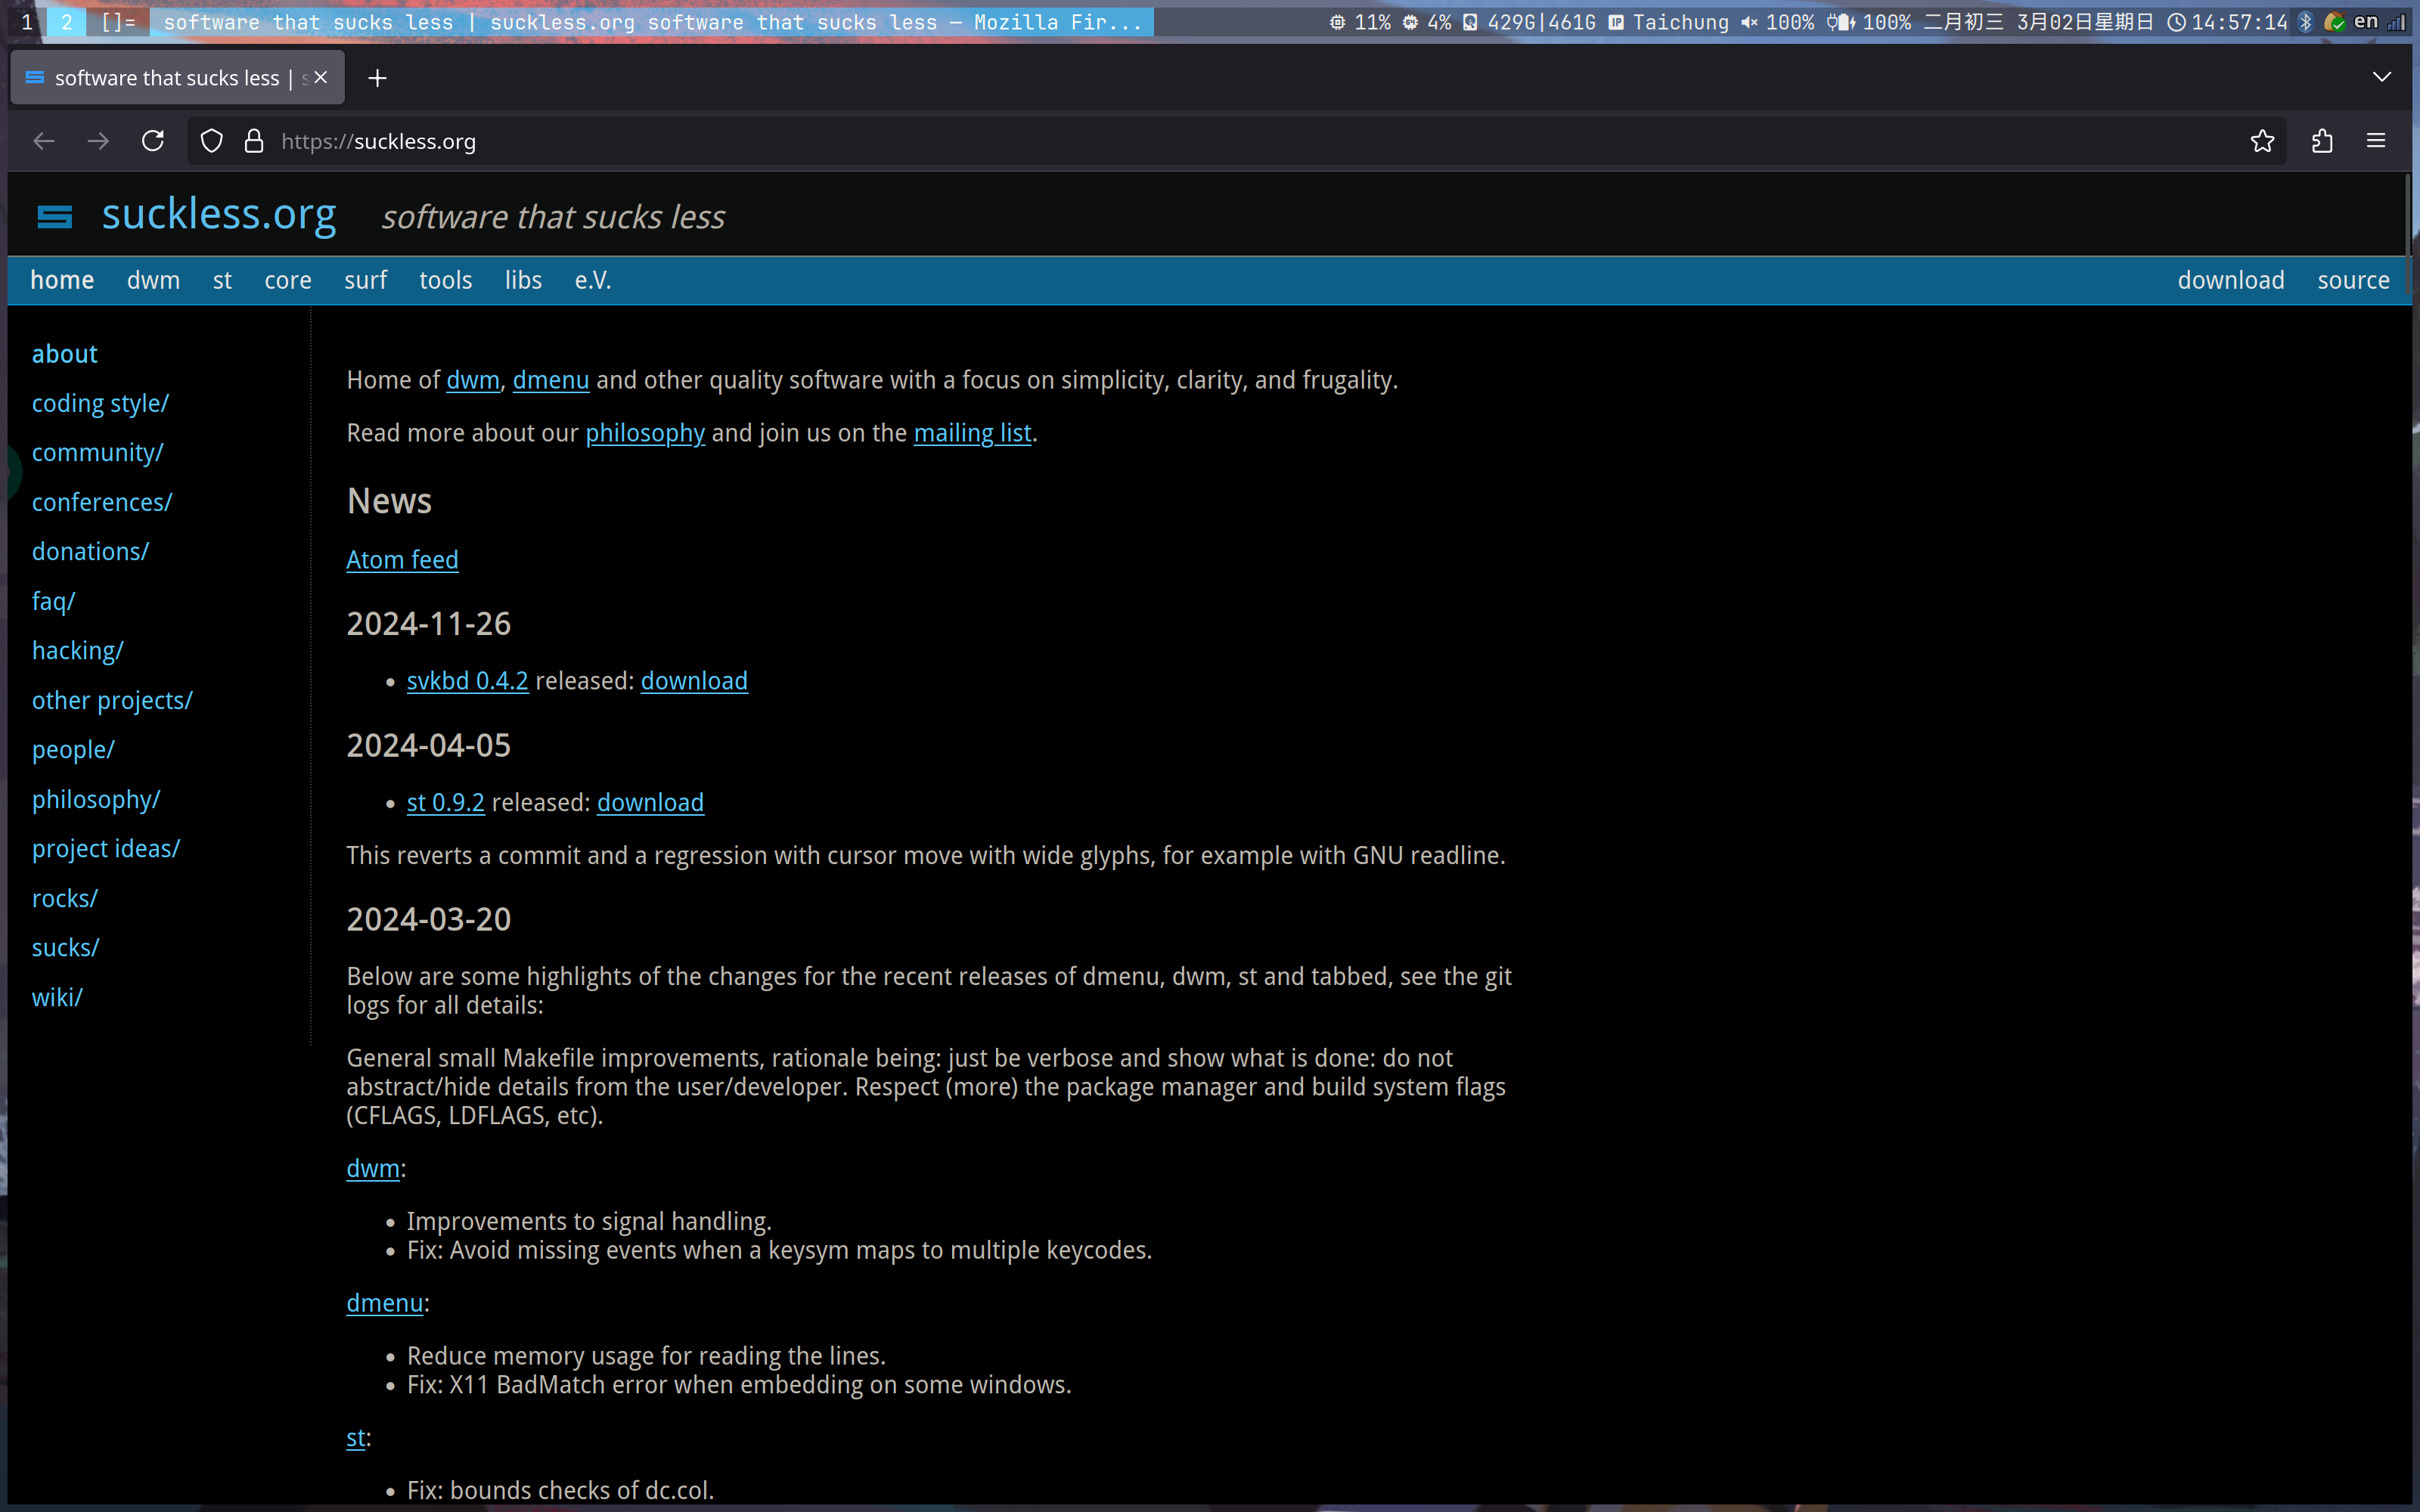 1 2 []= software that sucks less | suckless.org software that sucks less — Mozilla Fir... 11% 4% 429G|461G IP Taichung 100% 100% 二月初三 3月02日星期日 14:57:14 en
software that sucks less |
https://suckless.org
suckless.org software that sucks less
home dwm st core surf tools libs e.V. download source
about
coding style/
community/
conferences/
donations/
faq/
hacking/
other projects/
people/
philosophy/
project ideas/
rocks/
sucks/
wiki/
Home of dwm, dmenu and other quality software with a focus on simplicity, clarity, and frugality.
Read more about our philosophy and join us on the mailing list.
News
Atom feed
2024-11-26
• svkbd 0.4.2 released: download
2024-04-05
• st 0.9.2 released: download
This reverts a commit and a regression with cursor move with wide glyphs, for example with GNU readline.
2024-03-20
Below are some highlights of the changes for the recent releases of dmenu, dwm, st and tabbed, see the git
logs for all details:
General small Makefile improvements, rationale being: just be verbose and show what is done: do not
abstract/hide details from the user/developer. Respect (more) the package manager and build system flags
(CFLAGS, LDFLAGS, etc).
dwm:
• Improvements to signal handling.
• Fix: Avoid missing events when a keysym maps to multiple keycodes.
dmenu:
• Reduce memory usage for reading the lines.
• Fix: X11 BadMatch error when embedding on some windows.
st:
• Fix: bounds checks of dc.col.